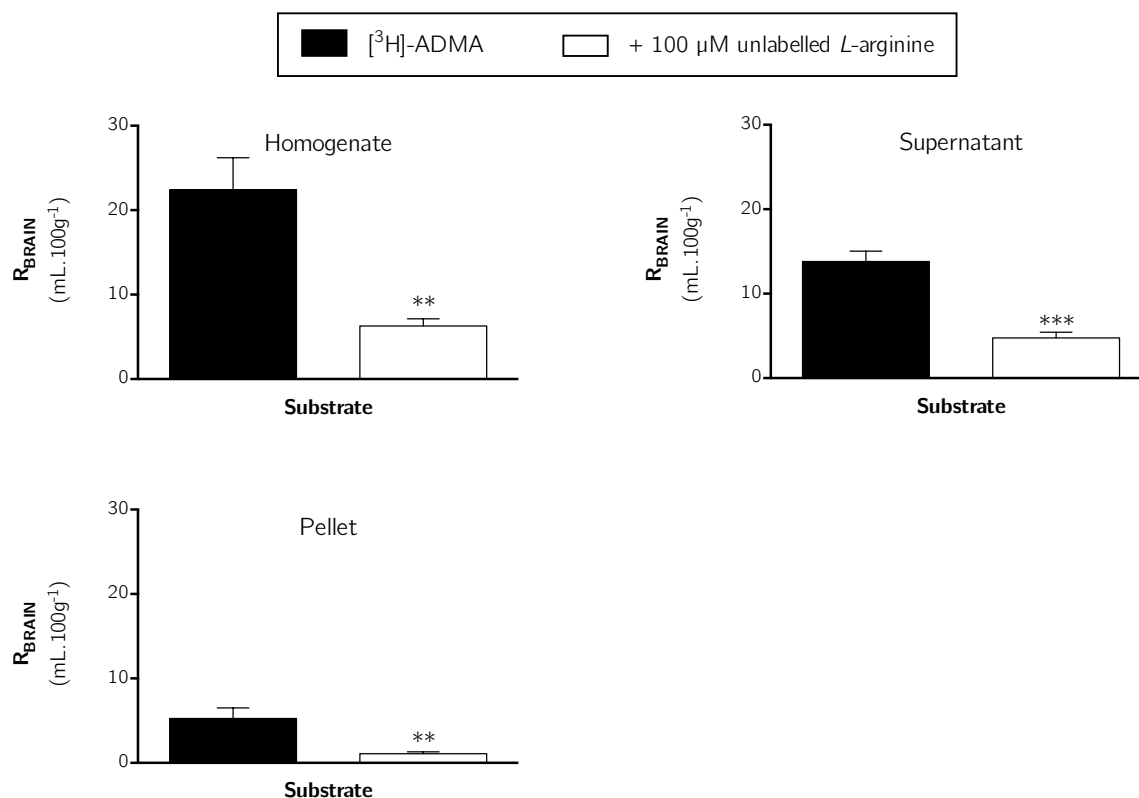 [³H]-ADMA
+ 100 µM unlabelled L-arginine
Homogenate
30
20
10
0
R_BRAIN
(mL.100g⁻¹)
**
Substrate
Supernatant
30
20
10
0
R_BRAIN
(mL.100g⁻¹)
***
Substrate
Pellet
30
20
10
0
R_BRAIN
(mL.100g⁻¹)
**
Substrate